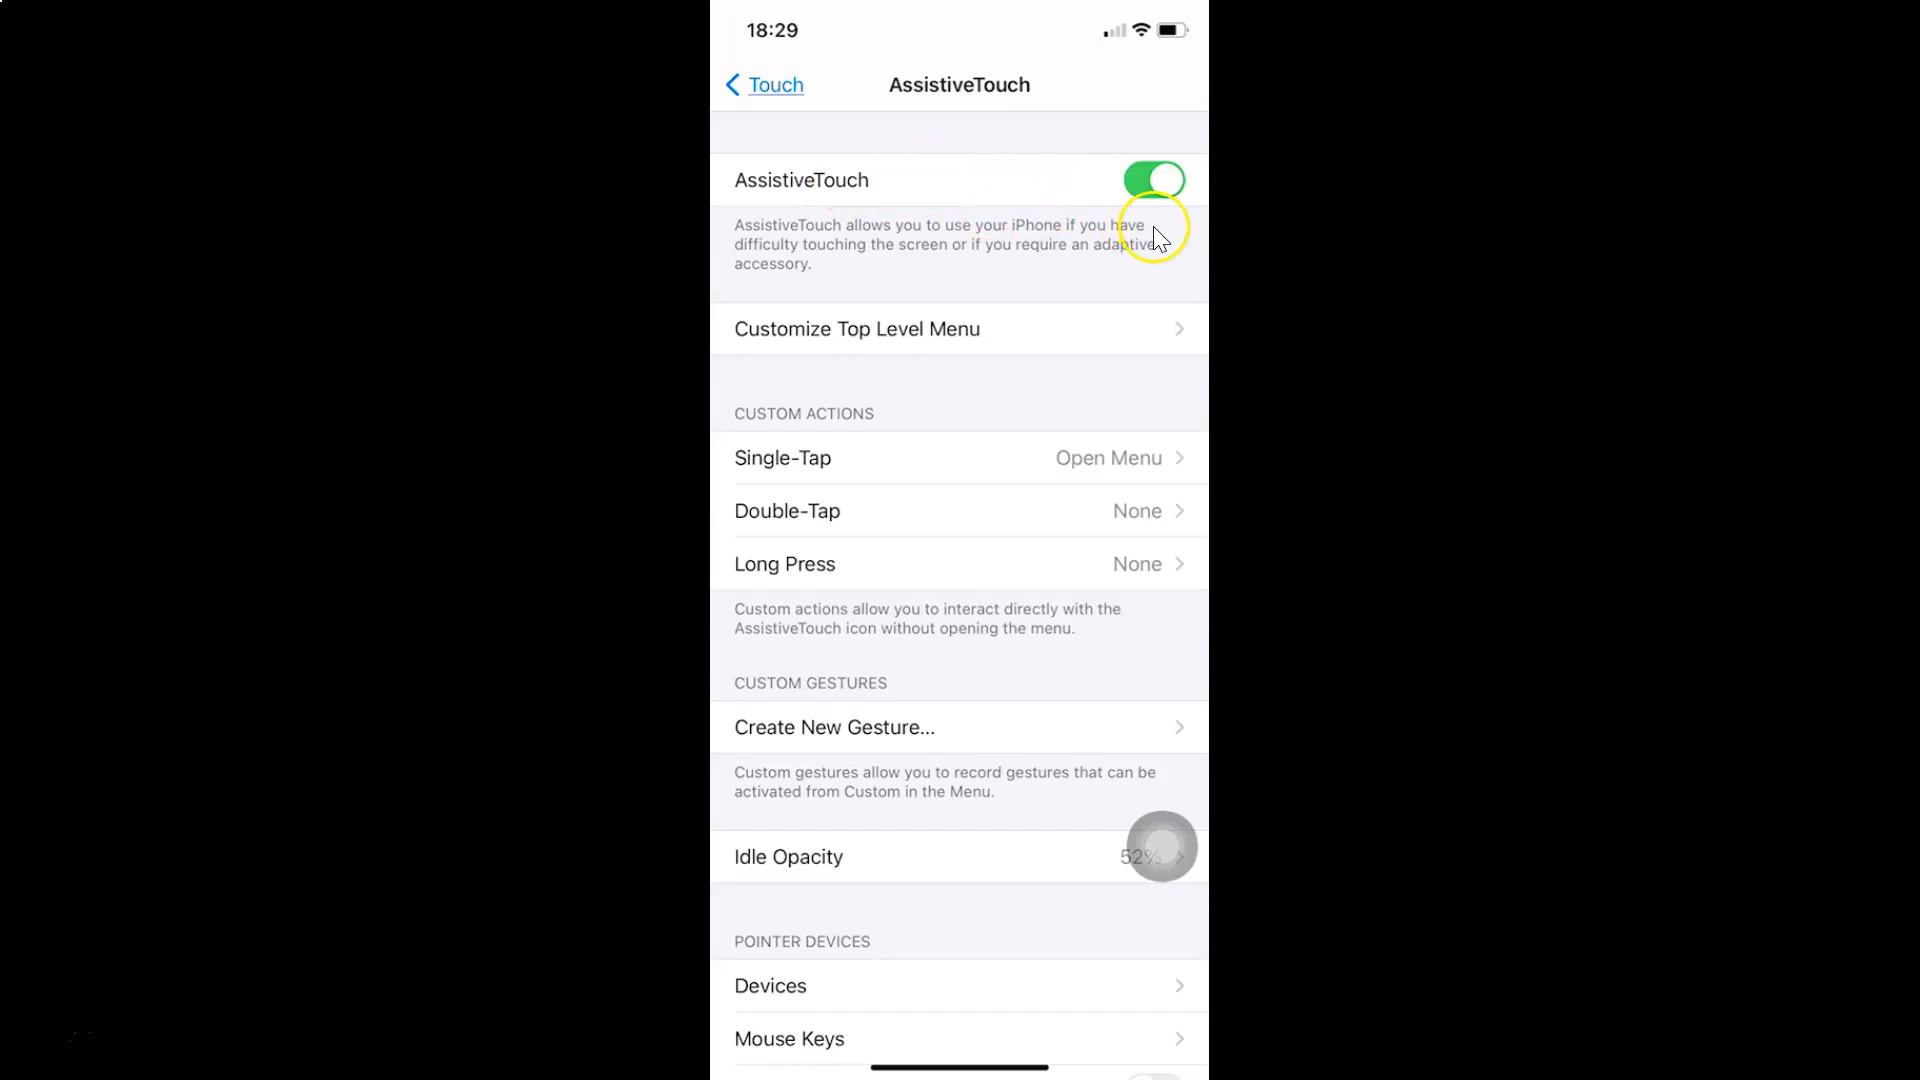 18:29
Touch
AssistiveTouch
AssistiveTouch
AssistiveTouch allows you to use your iPhone if you have
difficulty touching the screen or if you require an adaptive
accessory.
Customize Top Level Menu
CUSTOM ACTIONS
Single-Tap Open Menu
Double-Tap None
Long Press None
Custom actions allow you to interact directly with the
AssistiveTouch icon without opening the menu.
CUSTOM GESTURES
Create New Gesture...
Custom gestures allow you to record gestures that can be
activated from Custom in the Menu.
Idle Opacity 52%
POINTER DEVICES
Devices
Mouse Keys